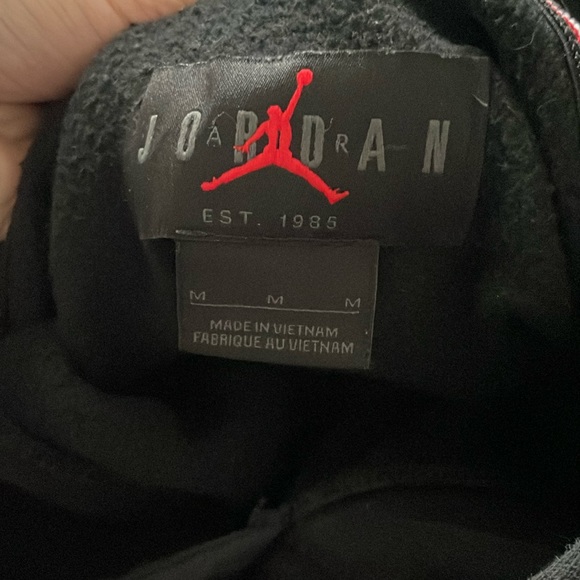 JORDAN
AIR
EST. 1985
M M M
MADE IN VIETNAM
FABRIQUE AU VIETNAM